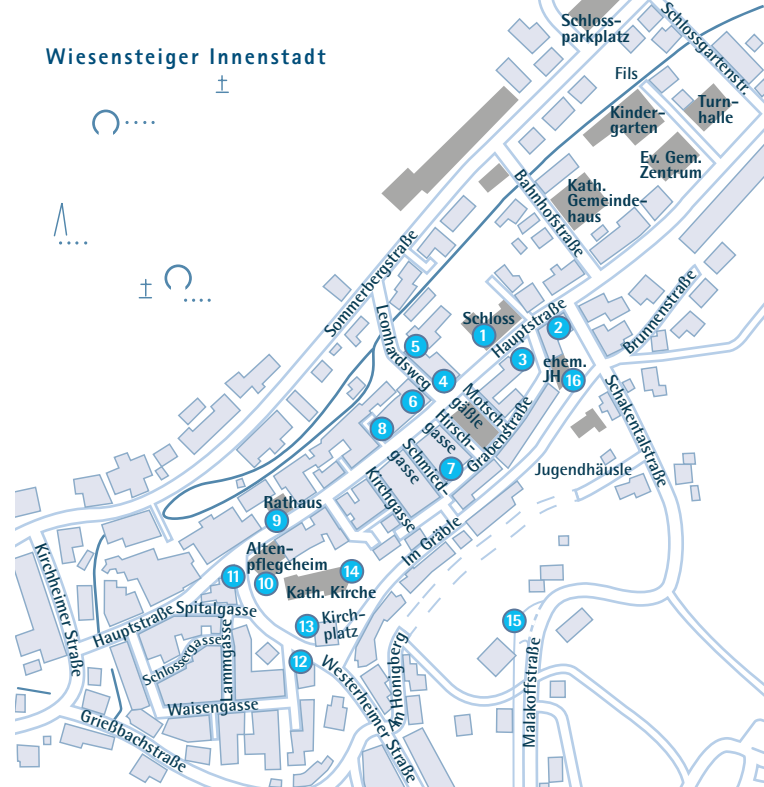 Wiesensteiger Innenstadt
Schloss-
parkplatz
Schlossgartenstr.
Fils
Kinder-
garten
Turn-
halle
Ev. Gem.
Zentrum
Kath.
Gemeinde-
haus
Bahnhofstraße
Sommerbergstraße
Leonhardsweg
Schloss
1
Hauptstraße
2
3
ehem.
JH
16
Brunnenstraße
Schakentalstraße
5
4
6
8
Motsch-
gäßle
Hirsch-
gasse
Grabenstraße
7
Schmied-
gasse
Kirchgasse
Jugendhäusle
Im Gräble
Rathaus
9
Alten-
pflegeheim
10
11
14
Kath. Kirche
13
Kirch-
platz
12
15
Kirchheimer Straße
Hauptstraße
Spitalgasse
Schlossergasse
Lammgasse
Waisengasse
Grießbachstraße
Westerheimer Straße
Am Honigberg
Malakoffstraße